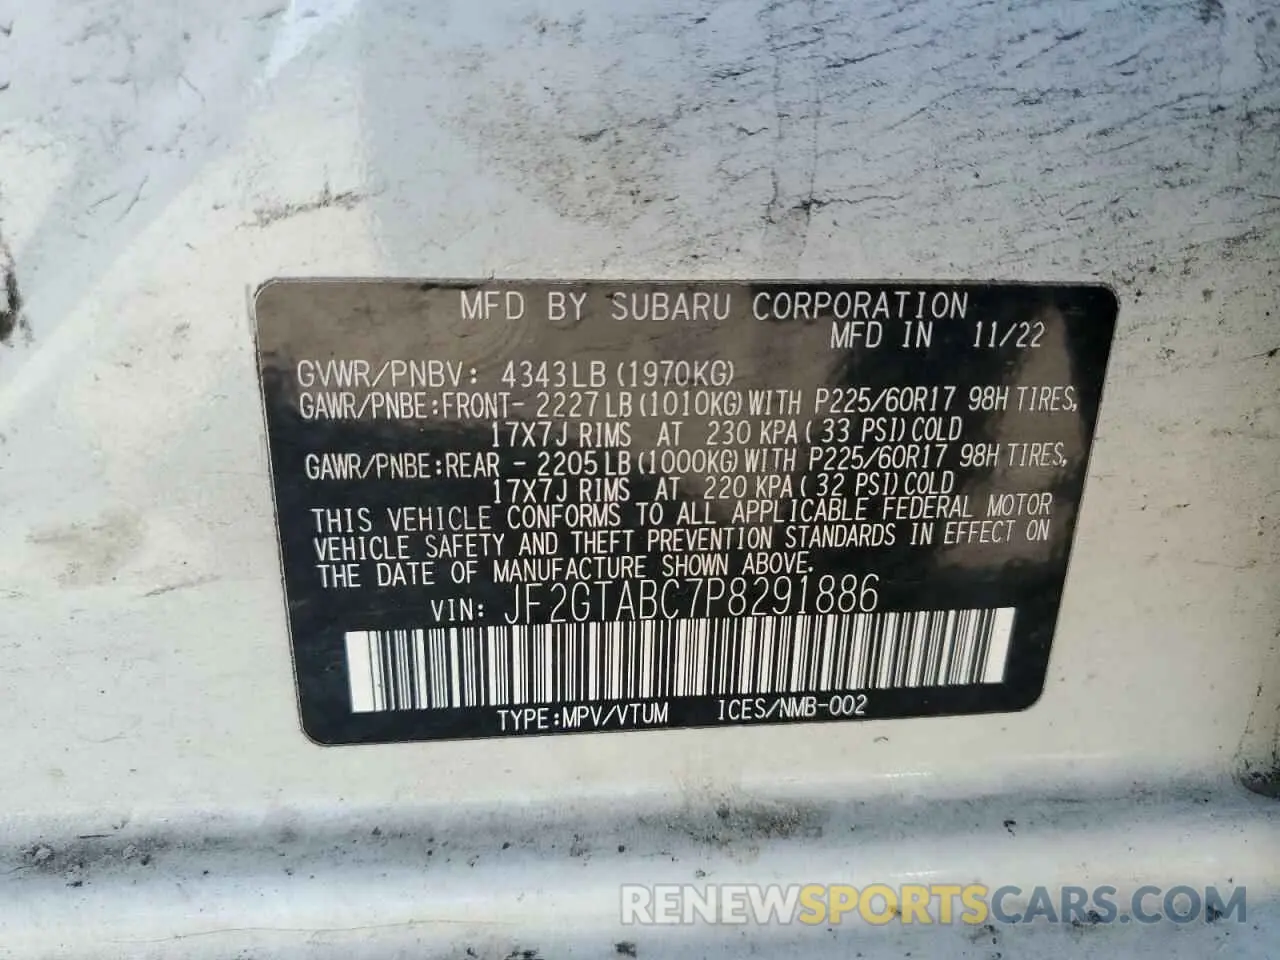 MFD BY SUBARU CORPORATION
MFD IN 11/22
GVWR/PNBV: 4343LB(1970KG)
GAWR/PNBE:FRONT- 2227LB(1010KG)WITH P225/60R17 98H TIRES,
17X7J RIMS AT 230 KPA(33 PSI)COLD
GAWR/PNBE:REAR - 2205LB(1000KG)WITH P225/60R17 98H TIRES,
17X7J RIMS AT 220 KPA(32 PSI)COLD
THIS VEHICLE CONFORMS TO ALL APPLICABLE FEDERAL MOTOR
VEHICLE SAFETY AND THEFT PREVENTION STANDARDS IN EFFECT ON
THE DATE OF MANUFACTURE SHOWN ABOVE.
VIN: JF2GTABC7P8291886
TYPE:MPV/VTUM ICES/NMB-002
RENEWSPORTSCARS.COM